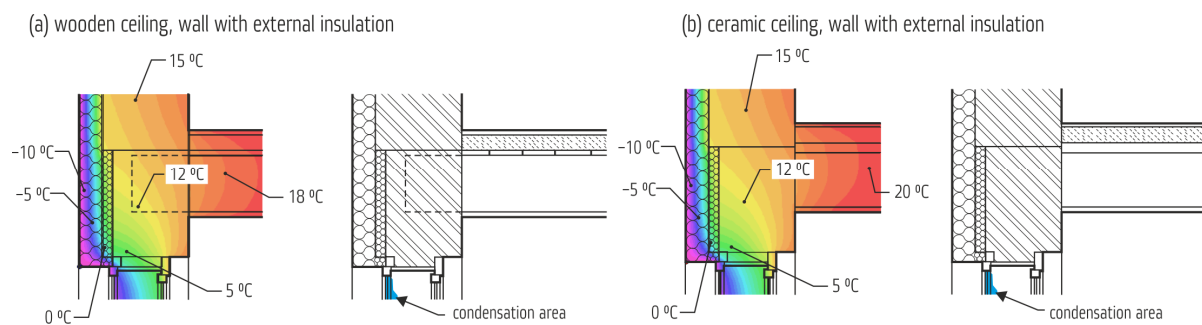 (a) wooden ceiling, wall with external insulation
15 ºC
–10 ºC
–5 ºC
12 ºC
18 ºC
5 ºC
0 ºC
condensation area
(b) ceramic ceiling, wall with external insulation
15 ºC
–10 ºC
–5 ºC
12 ºC
20 ºC
5 ºC
0 ºC
condensation area